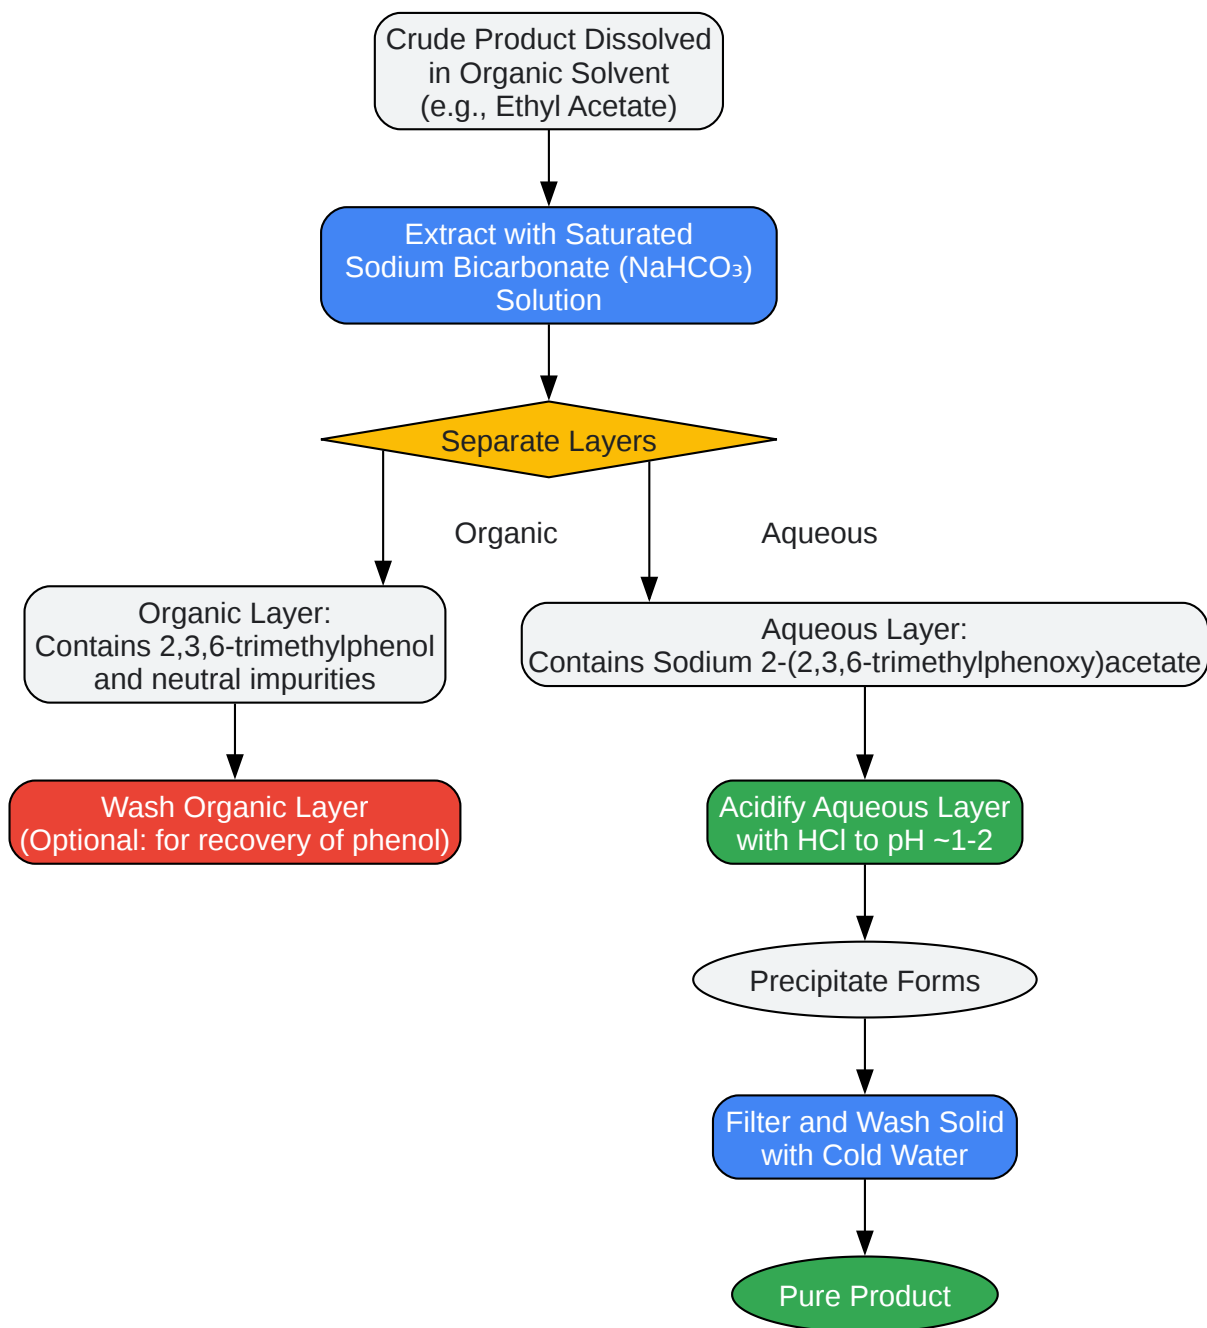 Crude Product Dissolved
in Organic Solvent
(e.g., Ethyl Acetate)
Extract with Saturated
Sodium Bicarbonate (NaHCO₃)
Solution
Separate Layers
Organic
Aqueous
Organic Layer:
Contains 2,3,6-trimethylphenol
and neutral impurities
Aqueous Layer:
Contains Sodium 2-(2,3,6-trimethylphenoxy)acetate
Wash Organic Layer
(Optional: for recovery of phenol)
Acidify Aqueous Layer
with HCl to pH ~1-2
Precipitate Forms
Filter and Wash Solid
with Cold Water
Pure Product